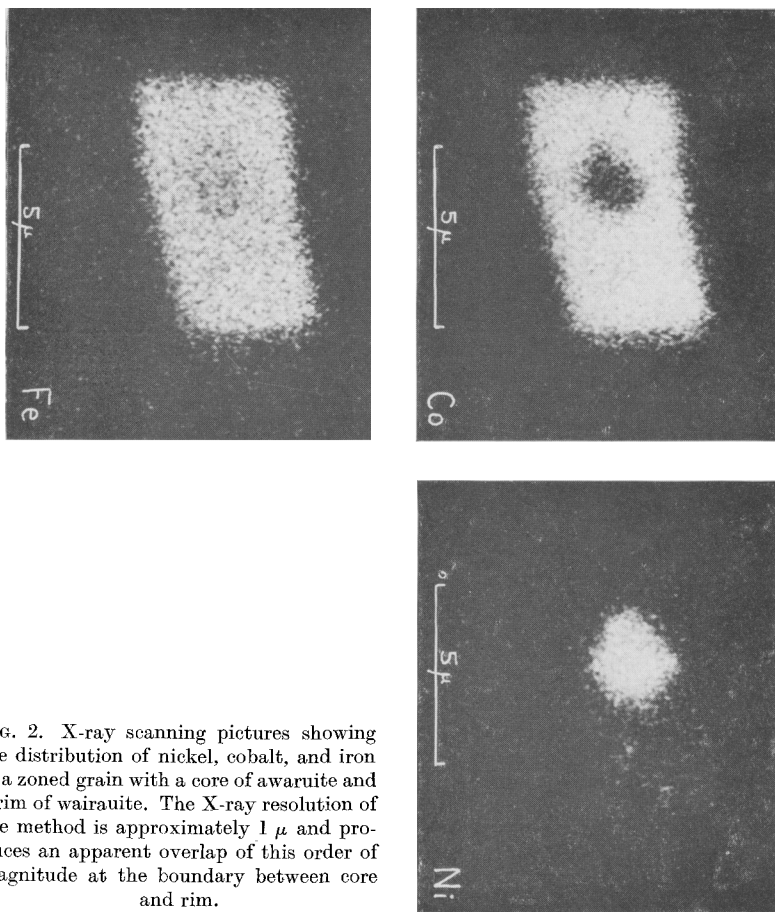 5μ
Fe
5μ
Co
5μ
Ni
G. 2. X-ray scanning pictures showing
e distribution of nickel, cobalt, and iron
a zoned grain with a core of awaruite and
rim of wairauite. The X-ray resolution of
e method is approximately 1 μ and pro-
uces an apparent overlap of this order of
agnitude at the boundary between core
and rim.